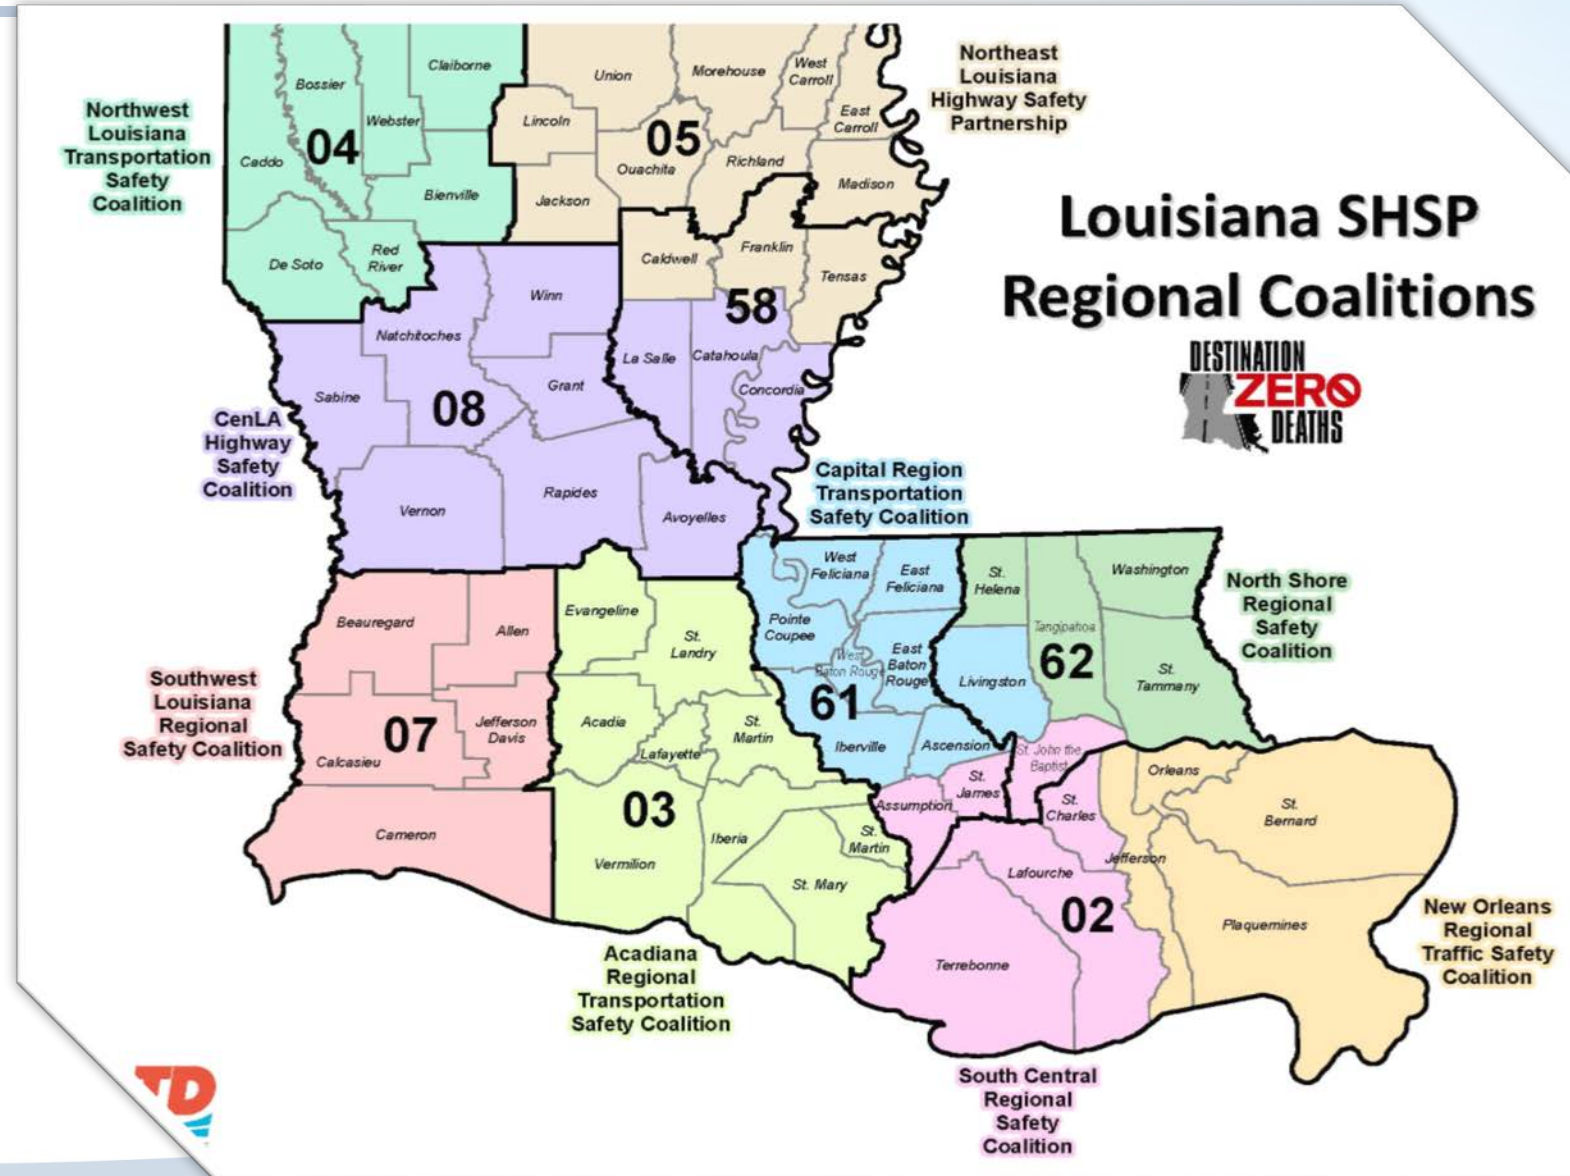 Louisiana SHSP
Regional Coalitions
DESTINATION
ZERO
DEATHS
Northwest
Louisiana
Transportation
Safety
Coalition
Northeast
Louisiana
Highway Safety
Partnership
CenLA
Highway
Safety
Coalition
Capital Region
Transportation
Safety Coalition
North Shore
Regional
Safety
Coalition
Southwest
Louisiana
Regional
Safety Coalition
Acadiana
Regional
Transportation
Safety Coalition
South Central
Regional
Safety
Coalition
New Orleans
Regional
Traffic Safety
Coalition
04
Bossier
Claiborne
Webster
Caddo
Bienville
De Soto
Red
River
05
Union
Morehouse
West
Carroll
East
Carroll
Lincoln
Ouachita
Richland
Madison
Jackson
58
Caldwell
Franklin
Tensas
La Salle
Catahoula
Concordia
08
Winn
Natchitoches
Grant
Sabine
Vernon
Rapides
Avoyelles
07
Beauregard
Allen
Jefferson
Davis
Calcasieu
Cameron
03
Evangeline
St.
Landry
Acadia
Lafayette
St.
Martin
Vermilion
Iberia
St.
Martin
St. Mary
61
West
Feliciana
East
Feliciana
Pointe
Coupee
West
Baton Rouge
East
Baton
Rouge
Iberville
Ascension
62
St.
Helena
Washington
Tangipahoa
Livingston
St.
Tammany
02
St. John the
Baptist
St.
James
Assumption
St.
Charles
Lafourche
Terrebonne
Orleans
St.
Bernard
Jefferson
Plaquemines
TD